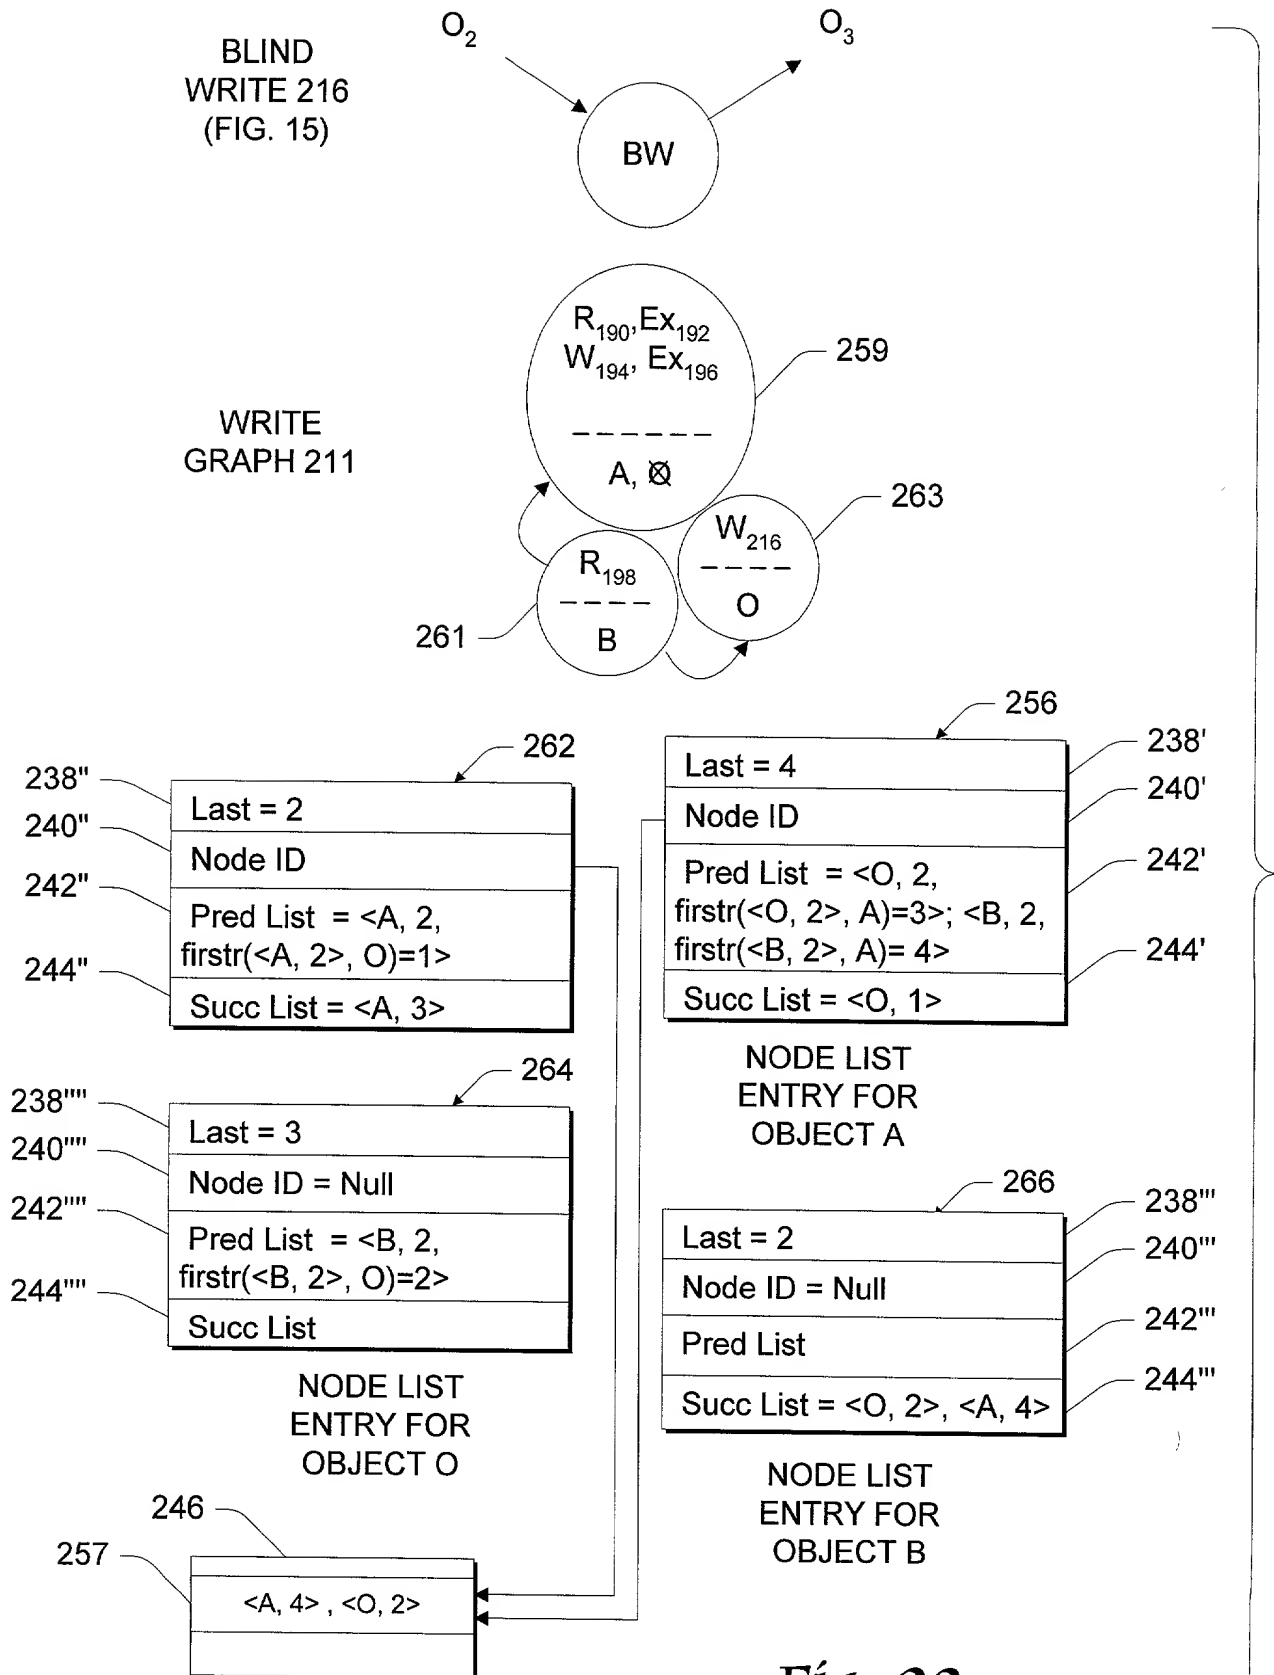 O2
O3
BLIND
WRITE 216
(FIG. 15)
BW
R190,Ex192
W194, Ex196
259
WRITE
GRAPH 211
A, O
263
W216
R198
O
261
B
256
262
238'
238"
Last = 4
Last = 2
240'
240"
Node ID
Node ID
242'
242"
Pred List = <O, 2,
firstr(<O, 2>, A)=3>; <B, 2,
firstr(<B, 2>, A)= 4>
Pred List = <A, 2,
firstr(<A, 2>, O)=1>
244'
244"
Succ List = <O, 1>
Succ List = <A, 3>
NODE LIST
ENTRY FOR
OBJECT A
264
238""
Last = 3
240""
Node ID = Null
242""
Pred List = <B, 2,
firstr(<B, 2>, O)=2>
244""
Succ List
266
238'"
Last = 2
240'"
Node ID = Null
242'"
Pred List
244'"
Succ List = <O, 2>, <A, 4>
NODE LIST
ENTRY FOR
OBJECT O
NODE LIST
ENTRY FOR
OBJECT B
246
257
<A, 4> , <O, 2>